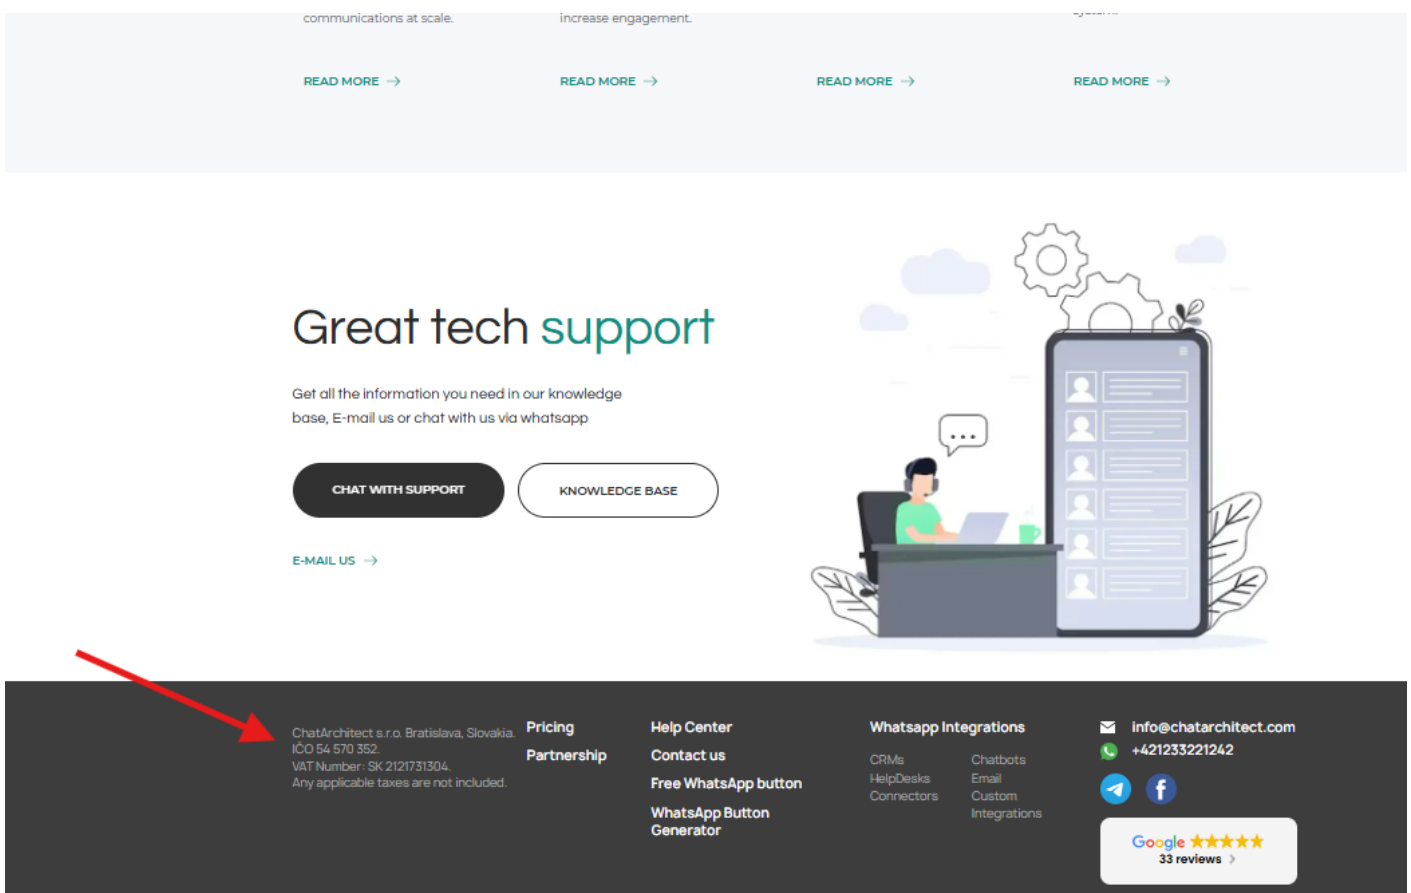 communications at scale.
increase engagement.
READ MORE
READ MORE
READ MORE
READ MORE
Great tech support
Get all the information you need in our knowledge
base, E-mail us or chat with us via whatsapp
CHAT WITH SUPPORT
KNOWLEDGE BASE
E-MAIL US
ChatArchitect s.r.o. Bratislava, Slovakia.
IČO 54 570 352.
VAT Number: SK 2121731304.
Any applicable taxes are not included.
Pricing
Partnership
Help Center
Contact us
Free WhatsApp button
WhatsApp Button
Generator
Whatsapp Integrations
CRMs
HelpDesks
Connectors
Chatbots
Email
Custom
Integrations
info@chatarchitect.com
+421233221242
Google
33 reviews